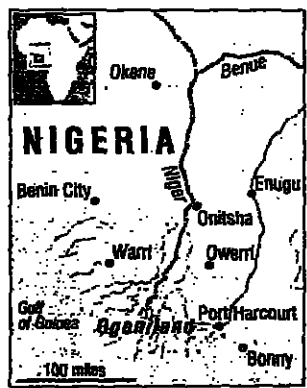 Okene
Benue
NIGERIA
Niger
Benin City
Enugu
Onitsha
Warri
Owerri
Gulf
of Guinea
Ogoniland
Port Harcourt
Bonny
100 miles